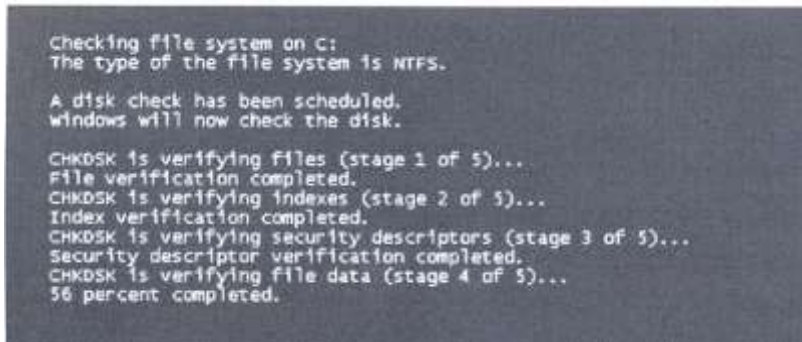 Checking file system on C:
The type of the file system is NTFS.
A disk check has been scheduled.
Windows will now check the disk.
CHKDSK is verifying files (stage 1 of 5)...
File verification completed.
CHKDSK is verifying indexes (stage 2 of 5)...
Index verification completed.
CHKDSK is verifying security descriptors (stage 3 of 5)...
Security descriptor verification completed.
CHKDSK is verifying file data (stage 4 of 5)...
56 percent completed.